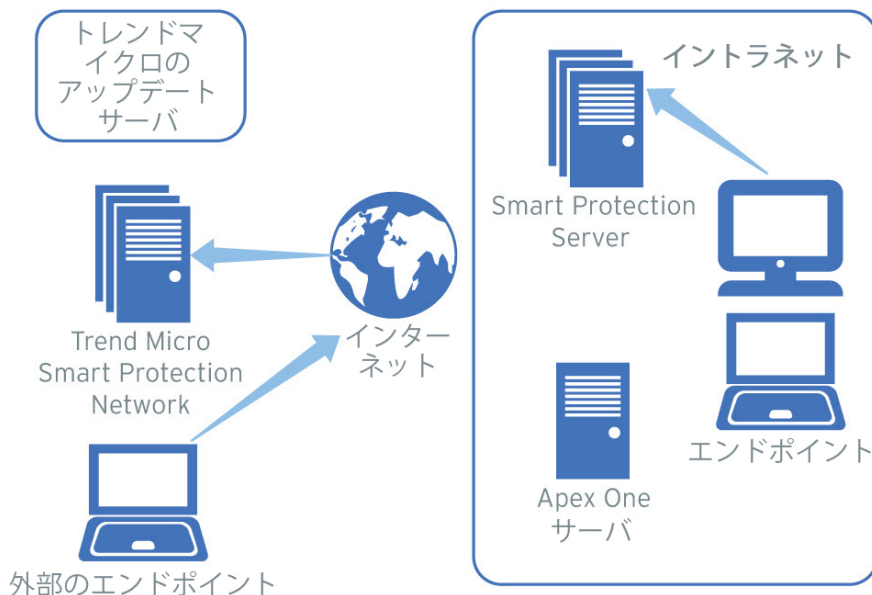 トレンドマ
イクロの
アップデート
サーバ
イントラネット
Smart Protection
Server
Trend Micro
Smart Protection
Network
インター
ネット
エンドポイント
Apex One
サーバ
外部のエンドポイント